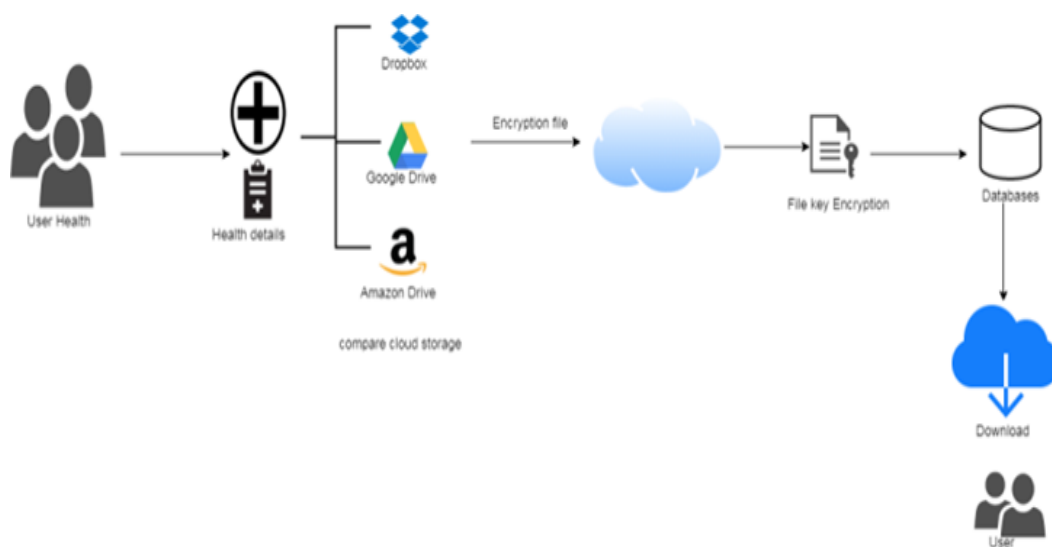 Dropbox
Encryption file
Google Drive
User Health
Health details
File key Encryption
Databases
a
Amazon Drive
compare cloud storage
Download
User